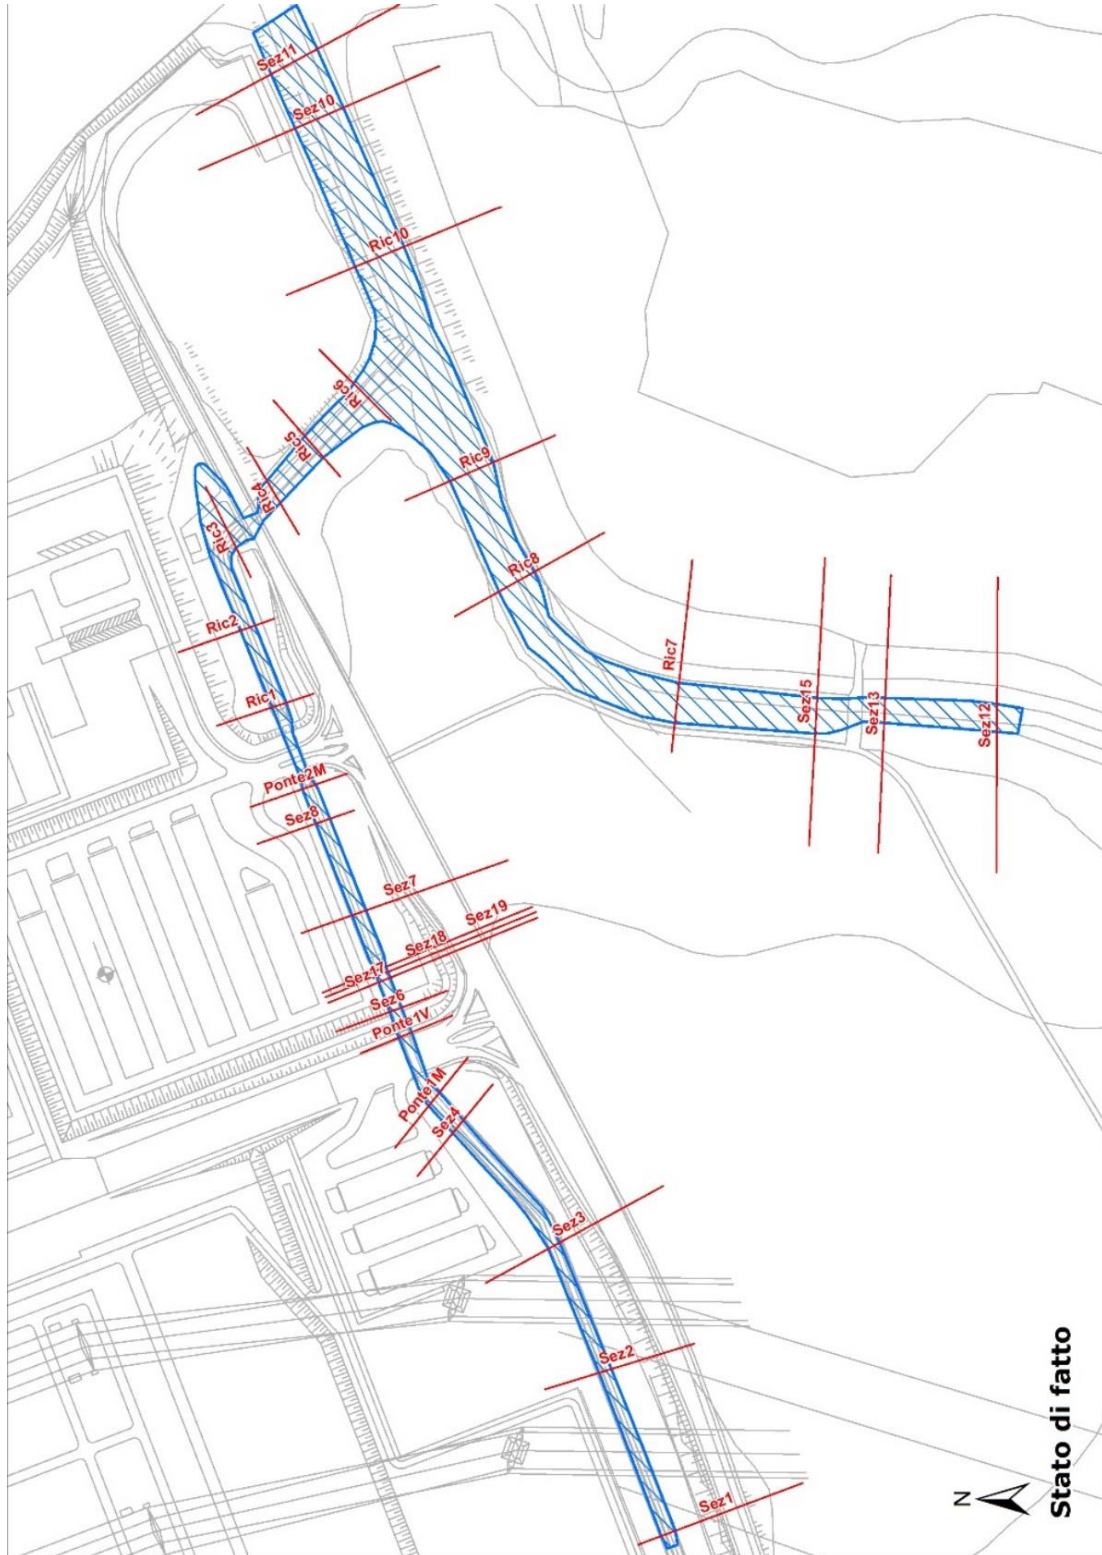 Sez11
Sez10
Ric10
Ric6
Ric5
Ric9
Ric4
Ric3
Ric8
Ric2
Ric7
Ric1
Sez15
Sez13
Sez12
Ponte2M
Sez8
Sez7
Sez19
Sez18
Sez17
Sez6
Ponte1V
Ponte1M
Sez4
Sez3
Sez2
Sez1
N
Stato di fatto